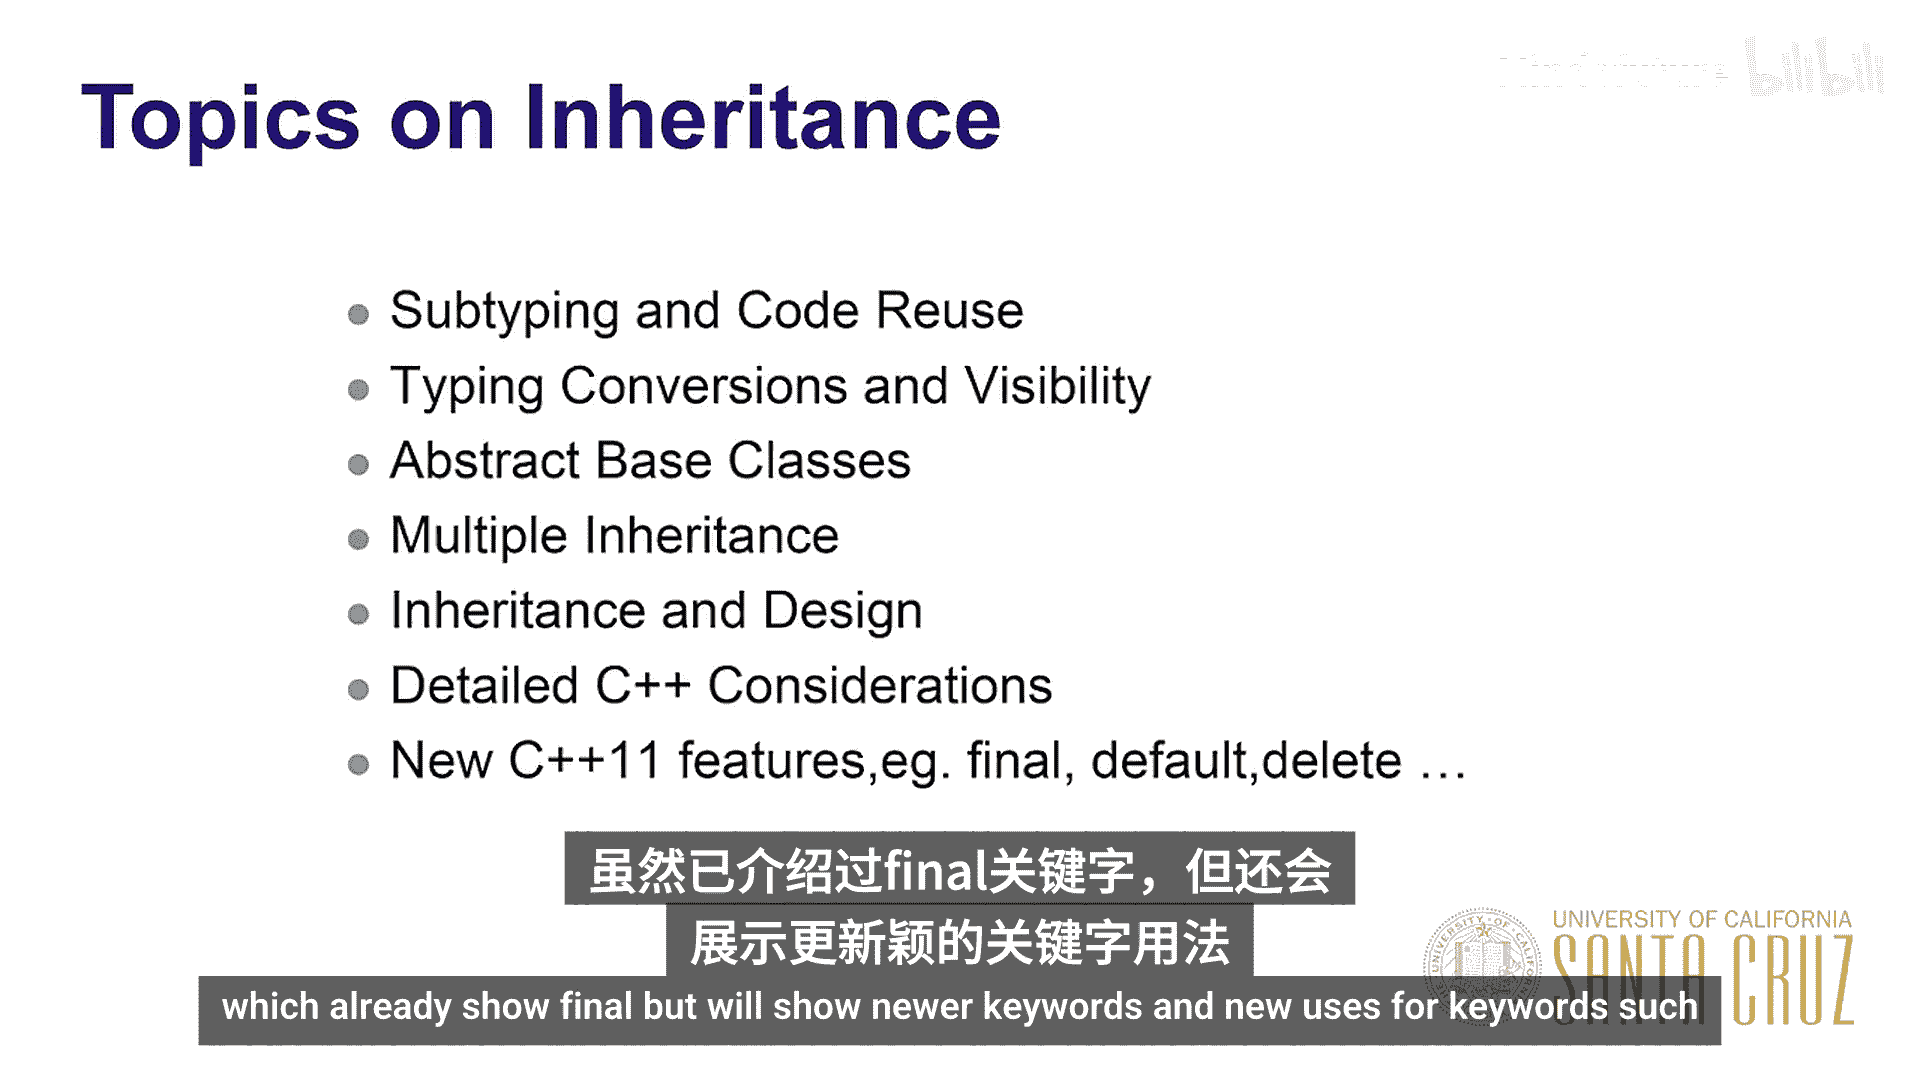 bilibili
Topics on Inheritance
Subtyping and Code Reuse
Typing Conversions and Visibility
Abstract Base Classes
Multiple Inheritance
Inheritance and Design
Detailed C++ Considerations
New C++11 features,eg. final, default,delete …
虽然已介绍过final关键字，但还会
展示更新颖的关键字用法
UNIVERSITY OF CALIFORNIA
SANTA CRUZ
which already show final but will show newer keywords and new uses for keywords such